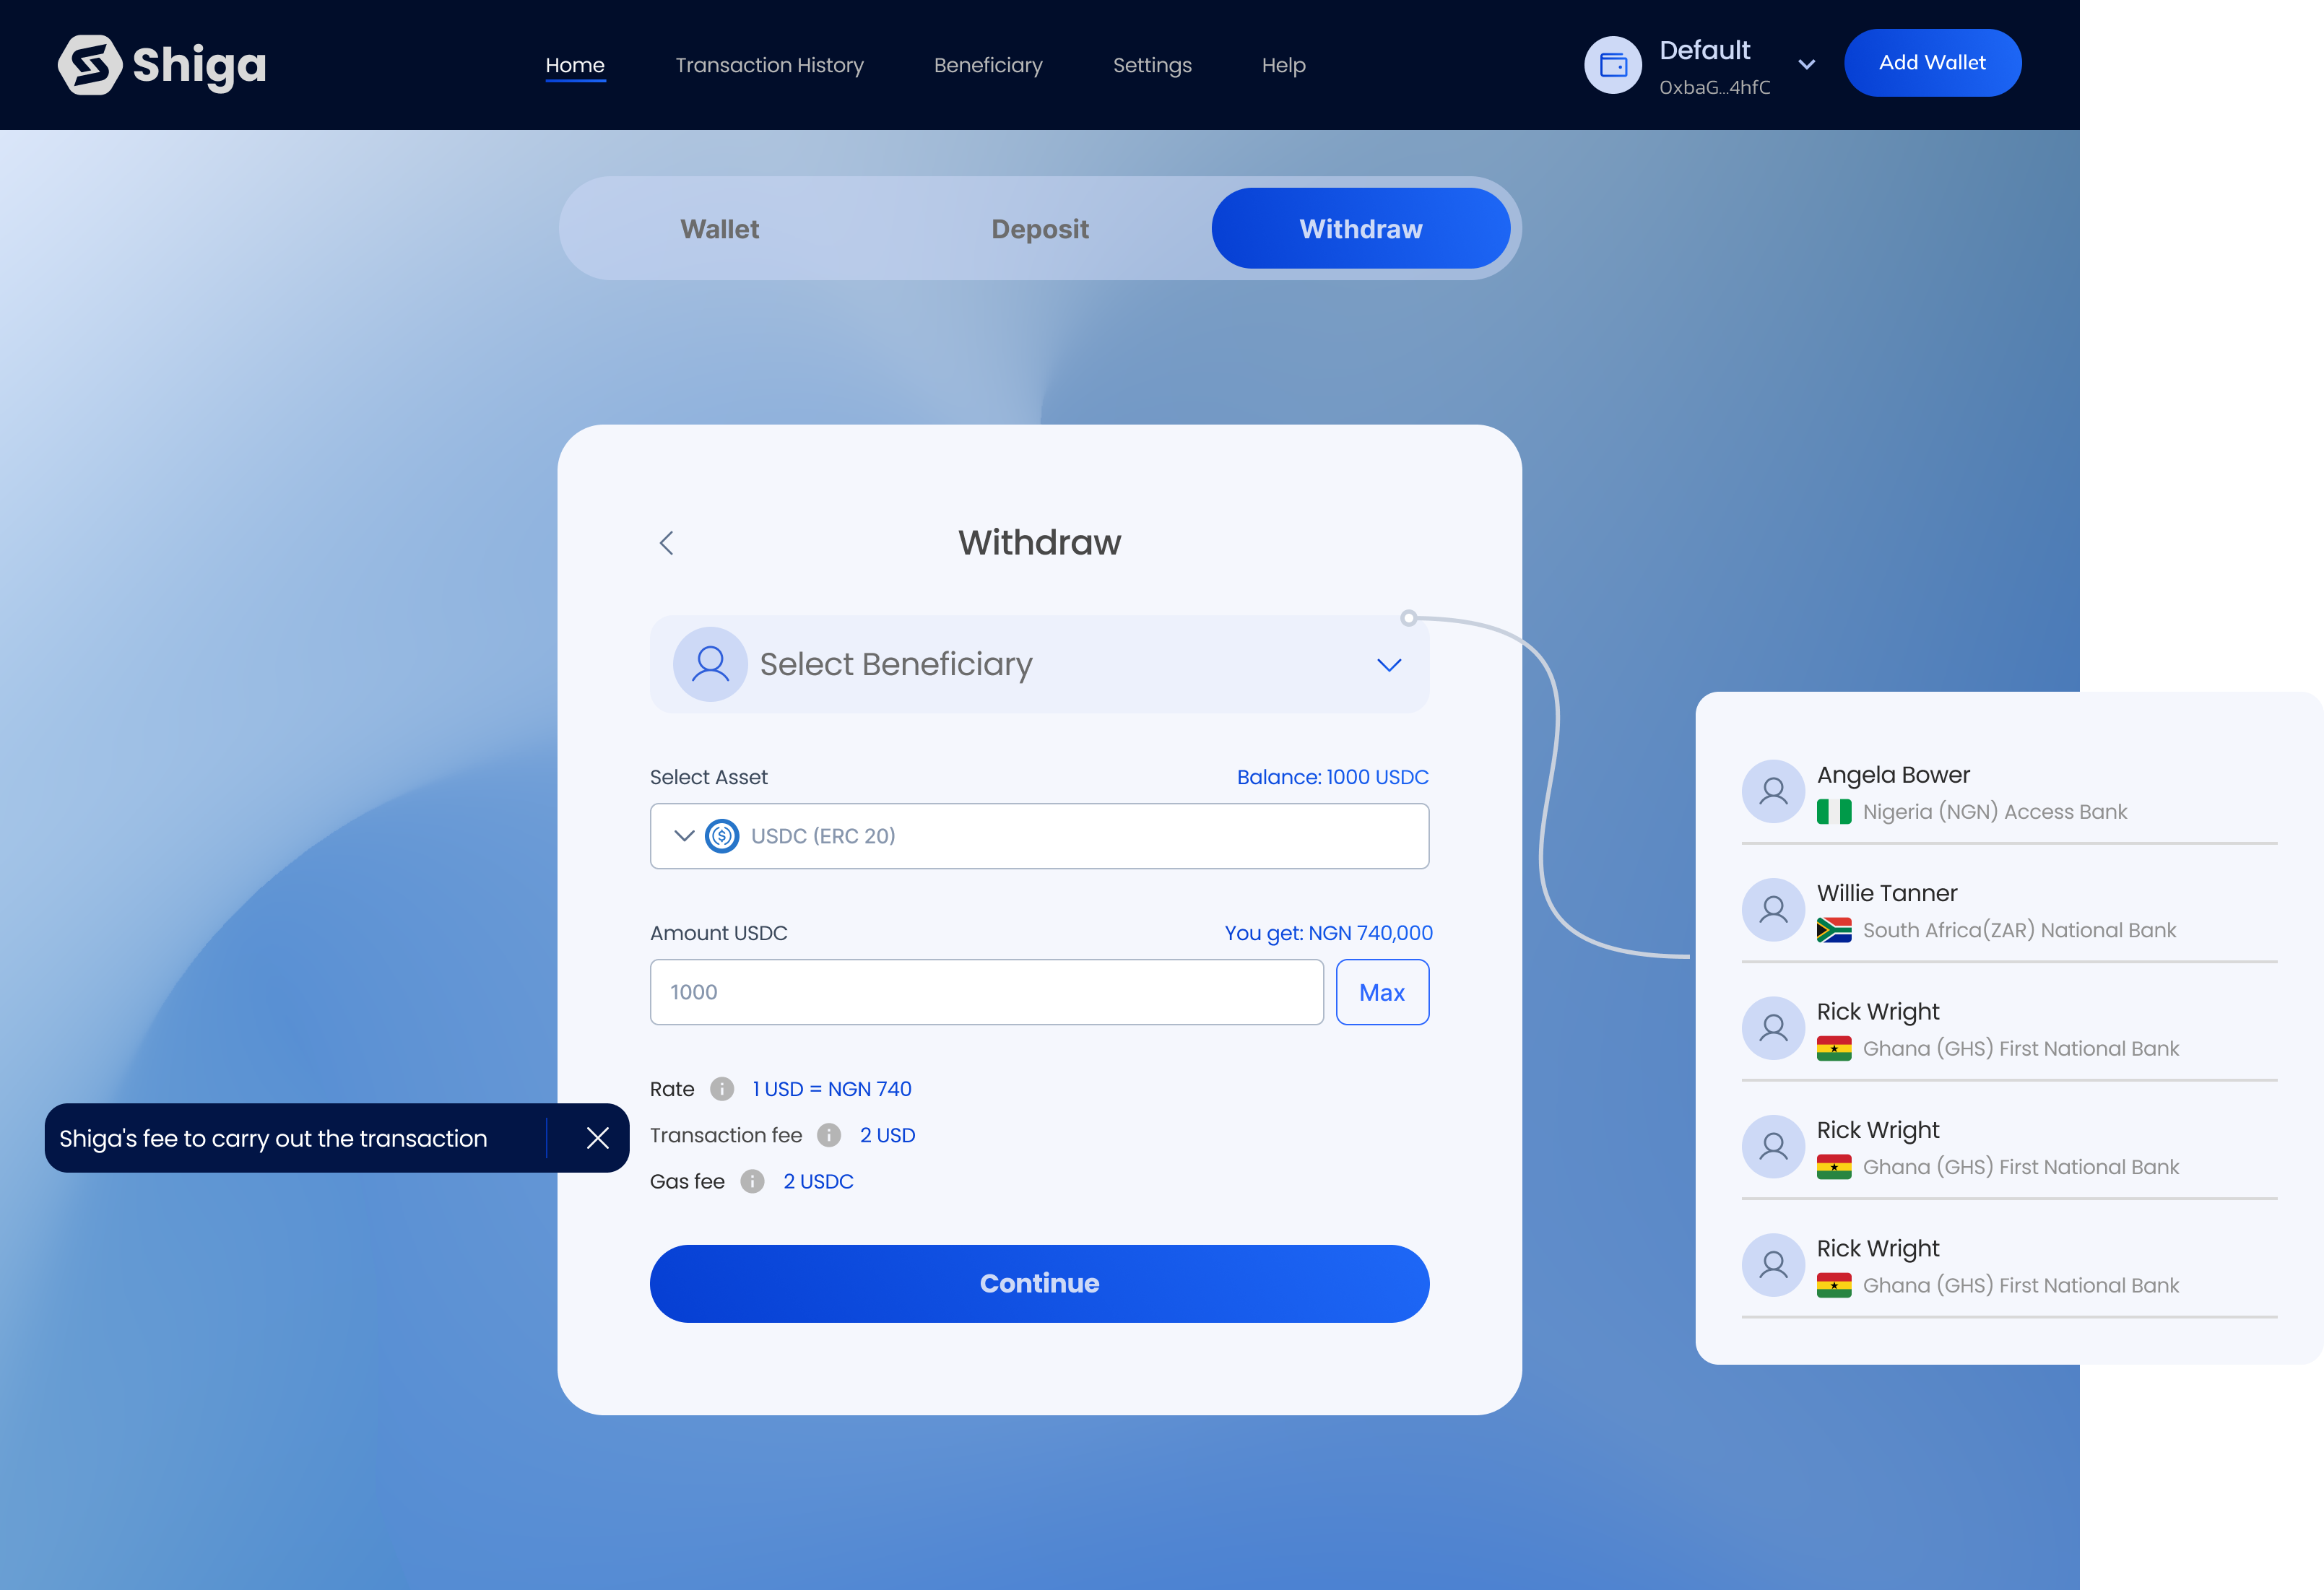 Shiga
Home
Transaction History
Beneficiary
Settings
Help
Default
0xbaG...4hfC
Add Wallet
Wallet
Deposit
Withdraw
Withdraw
Select Beneficiary
Select Asset
Balance: 1000 USDC
USDC (ERC 20)
Amount USDC
You get: NGN 740,000
1000
Max
Rate
1 USD = NGN 740
Transaction fee
2 USD
Gas fee
2 USDC
Continue
Shiga's fee to carry out the transaction
Angela Bower
Nigeria (NGN) Access Bank
Willie Tanner
South Africa(ZAR) National Bank
Rick Wright
Ghana (GHS) First National Bank
Rick Wright
Ghana (GHS) First National Bank
Rick Wright
Ghana (GHS) First National Bank